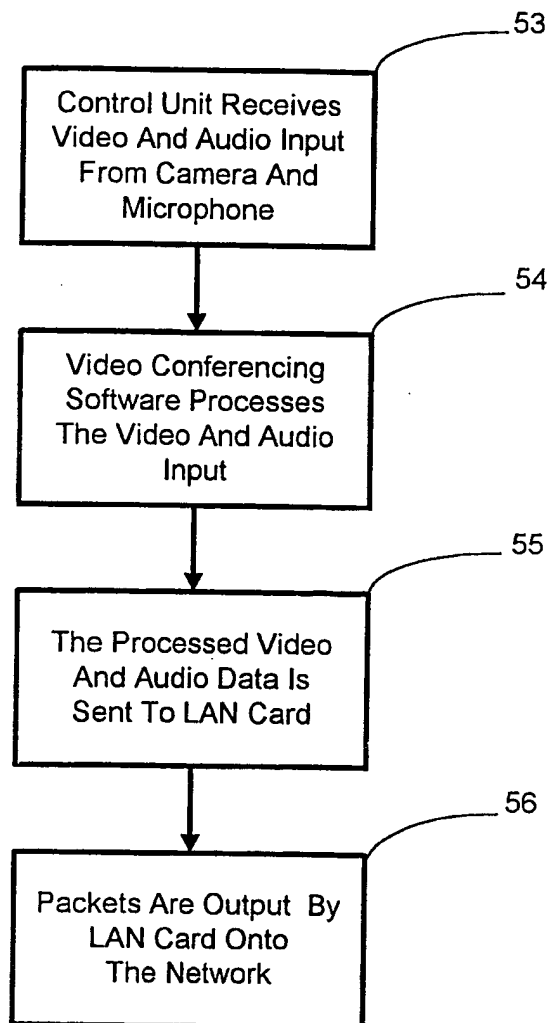 53
Control Unit Receives
Video And Audio Input
From Camera And
Microphone
54
Video Conferencing
Software Processes
The Video And Audio
Input
55
The Processed Video
And Audio Data Is
Sent To LAN Card
56
Packets Are Output By
LAN Card Onto
The Network